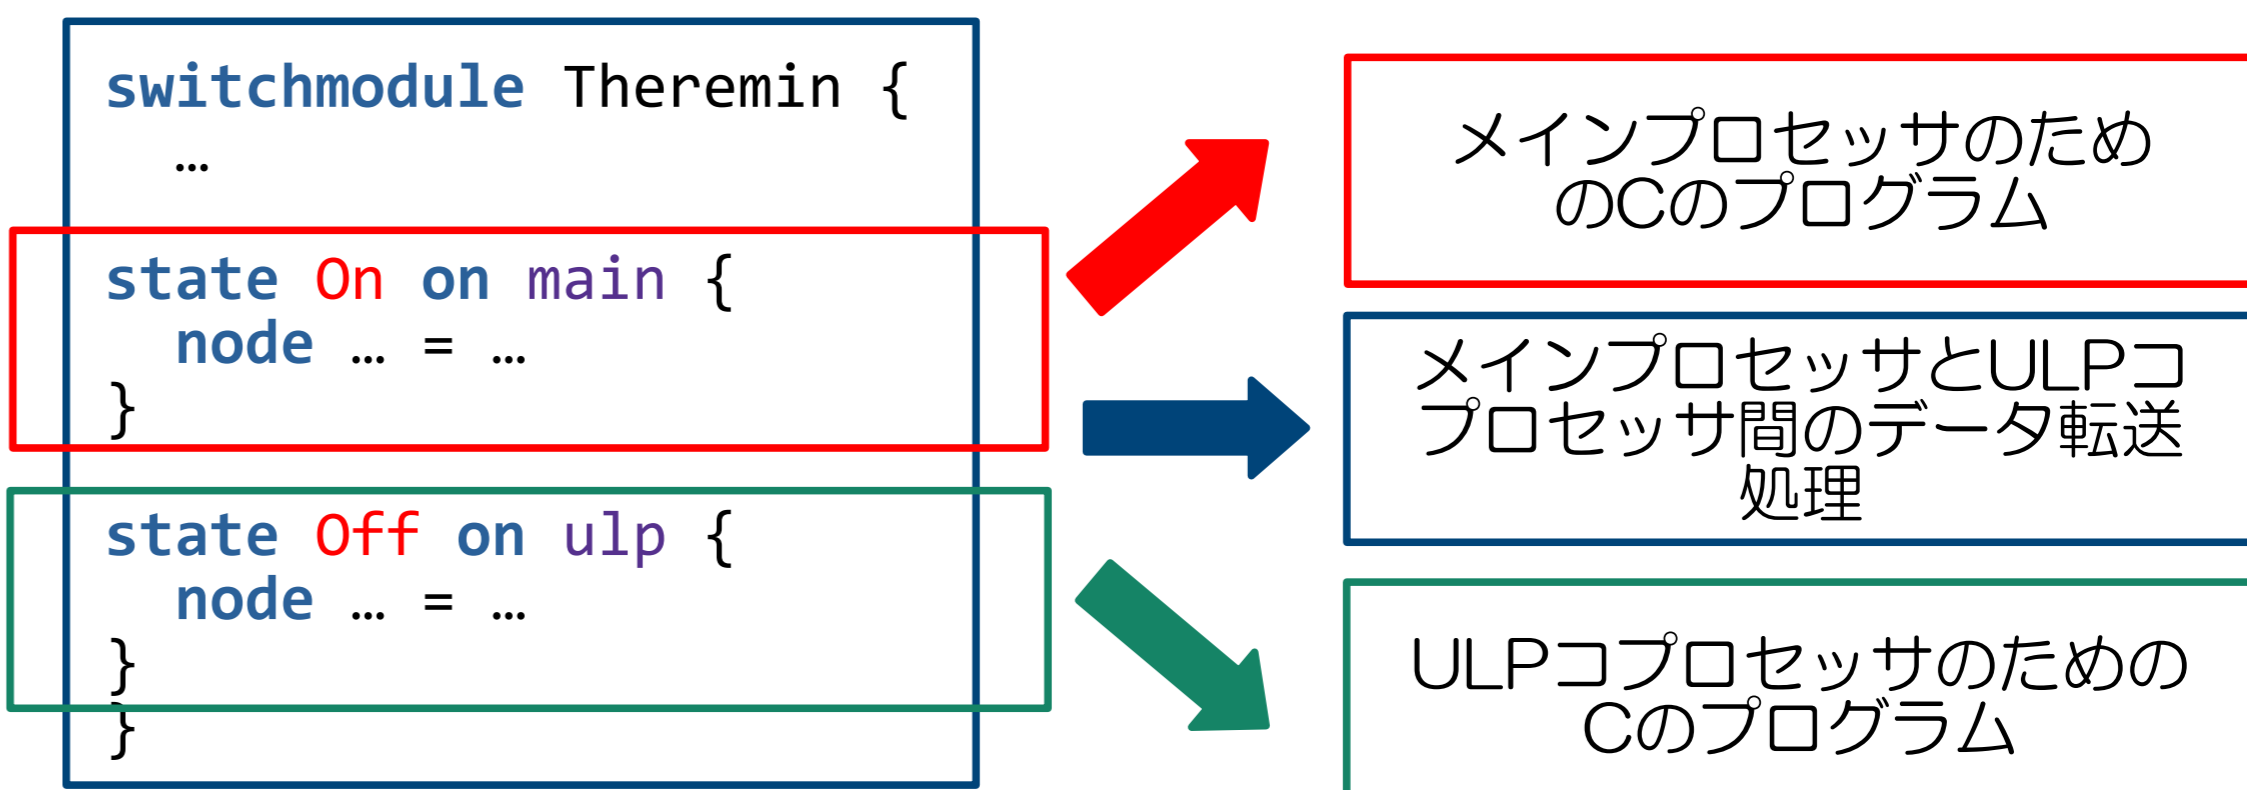 switchmodule Theremin {
…
state On on main {
node … = …
}
state Off on ulp {
node … = …
}
}
メインプロセッサのため
のCのプログラム
メインプロセッサとULPコ
プロセッサ間のデータ転送
処理
ULPコプロセッサのための
Cのプログラム